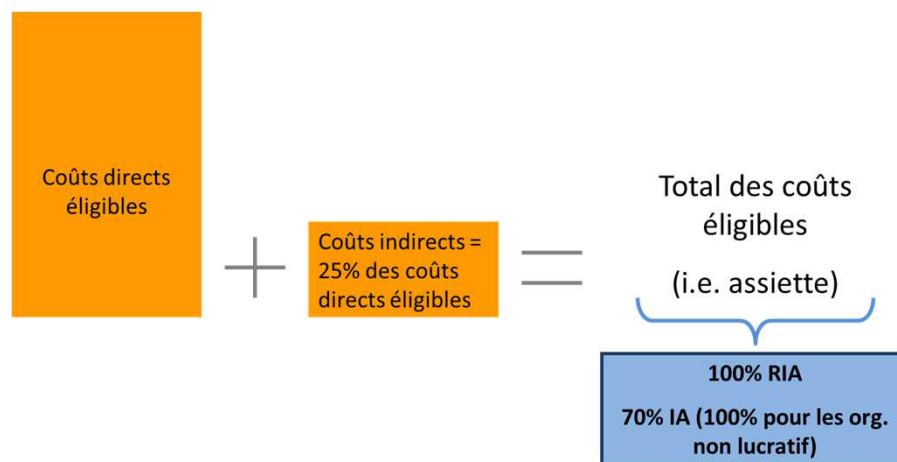 Coûts directs
éligibles
+
Coûts indirects =
25% des coûts
directs éligibles
=
Total des coûts
éligibles
(i.e. assiette)
100% RIA
70% IA (100% pour les org.
non lucratif)